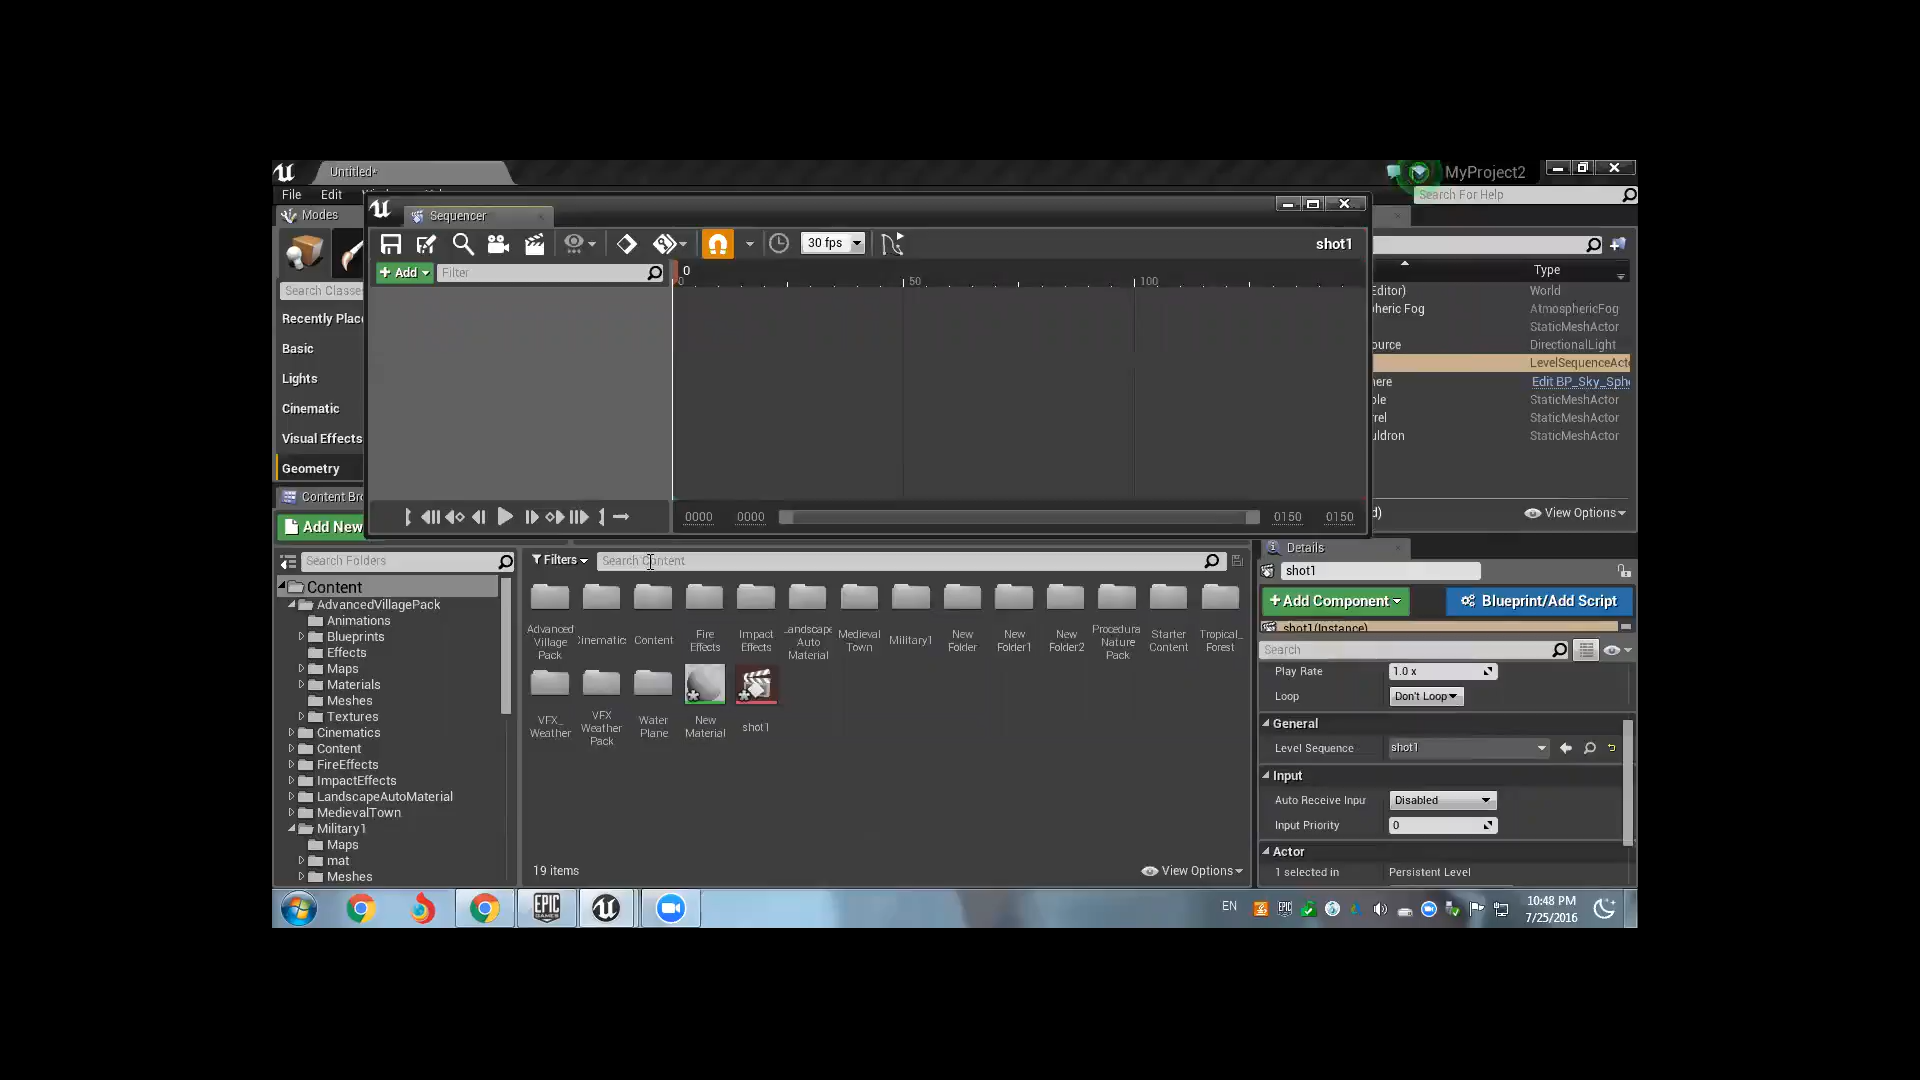 Untitled*
MyProject2
File Edit
Search For Help
Modes
Sequencer
30 fps
shot1
Add
Filter
0
0
50
100
Type
Search Classe
Editor)
World
Recently Plac
heric Fog
AtmosphericFog
StaticMeshActor
Basic
ource
DirectionalLight
LevelSequenceActo
Lights
here
Edit BP_Sky_Sphe
ble
StaticMeshActor
Cinematic
rrel
StaticMeshActor
Visual Effects
uldron
StaticMeshActor
Geometry
Content Bro
0000
0000
0150
0150
d)
View Options
Add New
Details
Search Folders
Filters
Search Content
shot1
Content
Add Component
Blueprint/Add Script
AdvancedVillagePack
Animations
Blueprints
Effects
Maps
Materials
Meshes
Textures
Cinematics
Content
FireEffects
ImpactEffects
LandscapeAutoMaterial
MedievalTown
Military1
Maps
mat
Meshes
Advanced Village Pack
Cinematic
Content
Fire Effects
Impact Effects
Landscape Auto Material
Medieval Town
Military1
New Folder
New Folder1
New Folder2
Procedura Nature Pack
Starter Content
Tropical_ Forest
VFX_ Weather
VFX Weather Pack
Water Plane
New Material
shot1
19 items
View Options
shot1(Instance)
Search
Play Rate
1.0 x
Loop
Don't Loop
General
Level Sequence
shot1
Input
Auto Receive Inpur
Disabled
Input Priority
0
Actor
1 selected in
Persistent Level
EPIC
GAMES
EN
10:48 PM
7/25/2016